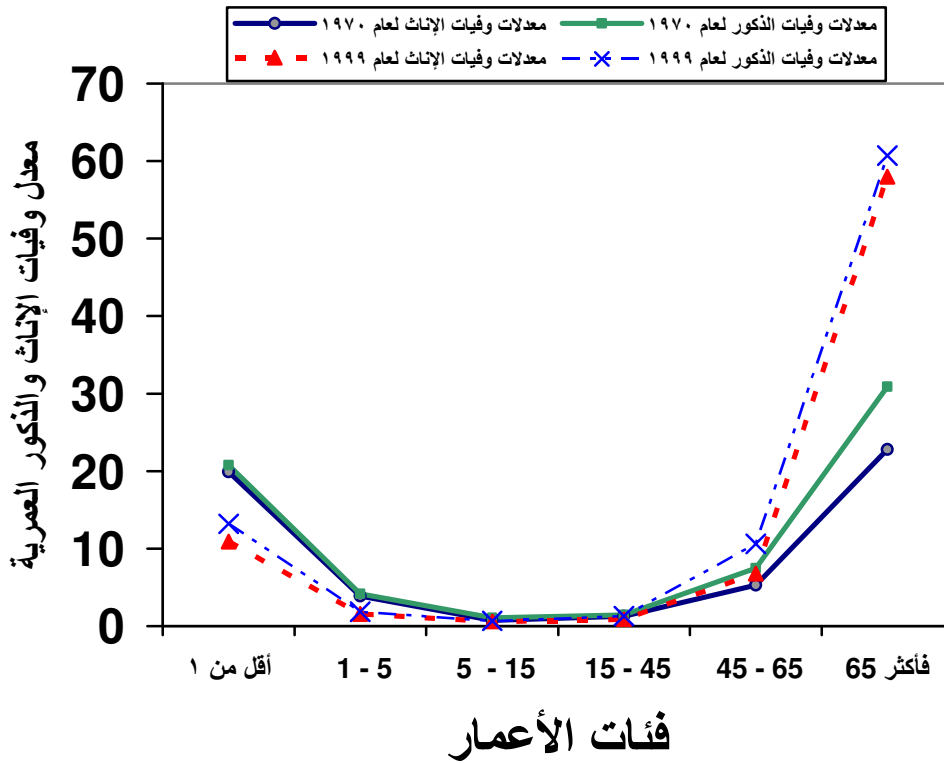 معدلات وفيات الذكور لعام ١٩٧٠ معدلات وفيات الإناث لعام ١٩٧٠
معدلات وفيات الذكور لعام ١٩٩٩ معدلات وفيات الإناث لعام ١٩٩٩
معدل وفيات الإناث والذكور العمرية
70
60
50
40
30
20
10
0
أقل من ١
1 - 5
5 - 15
15 - 45
45 - 65
65 فأكثر
فئات الأعمار